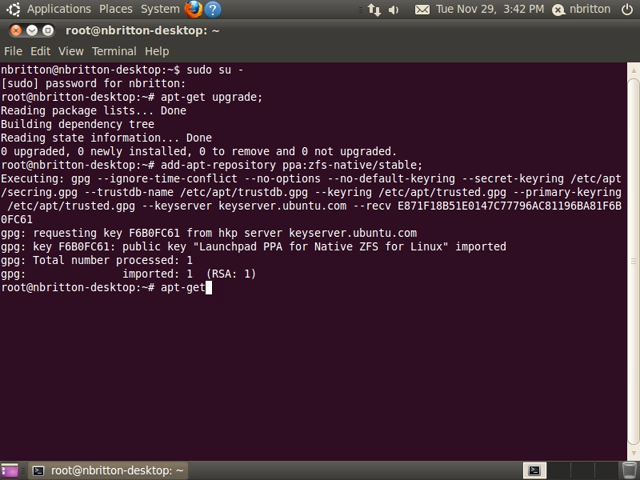 Applications Places System ? Tue Nov 29, 3:42 PM nbritton
root@nbritton-desktop: ~
File Edit View Terminal Help
nbritton@nbritton-desktop:~$ sudo su -
[sudo] password for nbritton:
root@nbritton-desktop:~# apt-get upgrade;
Reading package lists... Done
Building dependency tree
Reading state information... Done
0 upgraded, 0 newly installed, 0 to remove and 0 not upgraded.
root@nbritton-desktop:~# add-apt-repository ppa:zfs-native/stable;
Executing: gpg --ignore-time-conflict --no-options --no-default-keyring --secret-keyring /etc/apt
/secring.gpg --trustdb-name /etc/apt/trustdb.gpg --keyring /etc/apt/trusted.gpg --primary-keyring
/etc/apt/trusted.gpg --keyserver keyserver.ubuntu.com --recv E871F18B51E0147C77796AC81196BA81F6B
0FC61
gpg: requesting key F6B0FC61 from hkp server keyserver.ubuntu.com
gpg: key F6B0FC61: public key "Launchpad PPA for Native ZFS for Linux" imported
gpg: Total number processed: 1
gpg: imported: 1 (RSA: 1)
root@nbritton-desktop:~# apt-get
root@nbritton-desktop: ~